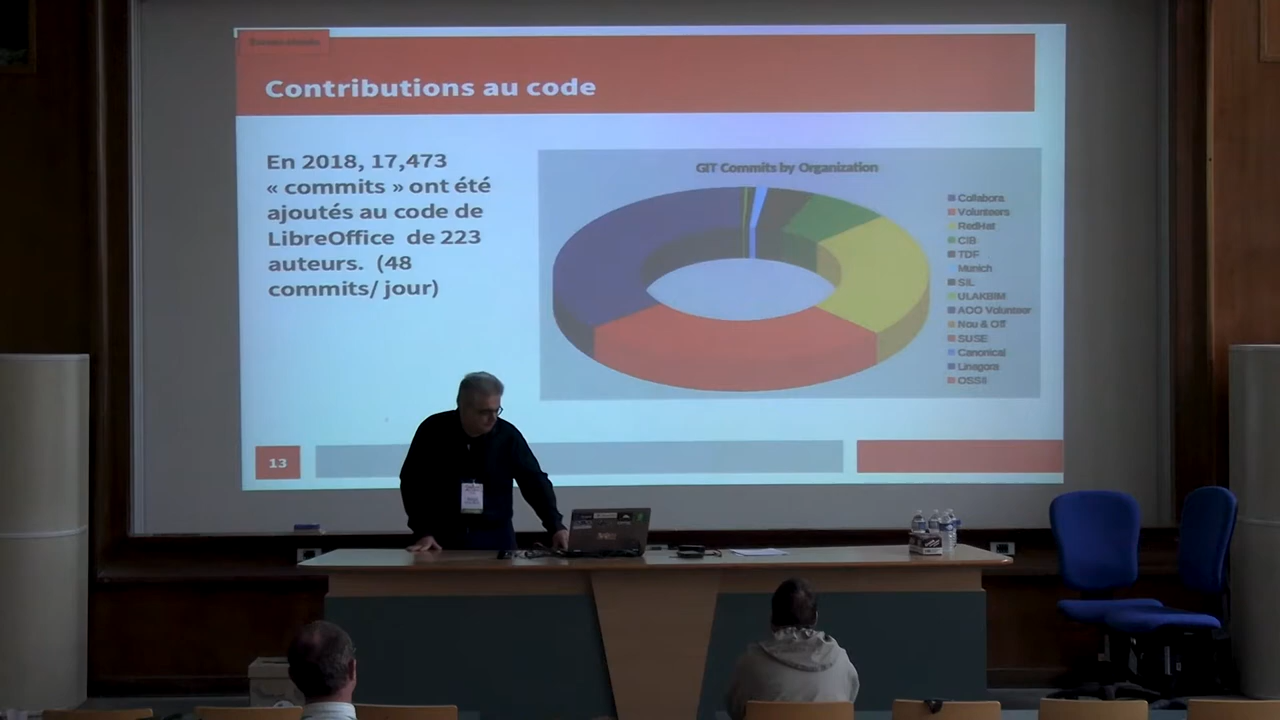 Contributions au code
En 2018, 17,473
« commits » ont été
ajoutés au code de
LibreOffice de 223
auteurs. (48
commits/ jour)
GIT Commits by Organization
Collabora
Volunteers
RedHat
CIB
TDF
Munich
SIL
ULAKBIM
AOO Volunteer
Nou & Off
SUSE
Canonical
Linagora
OSSII
13